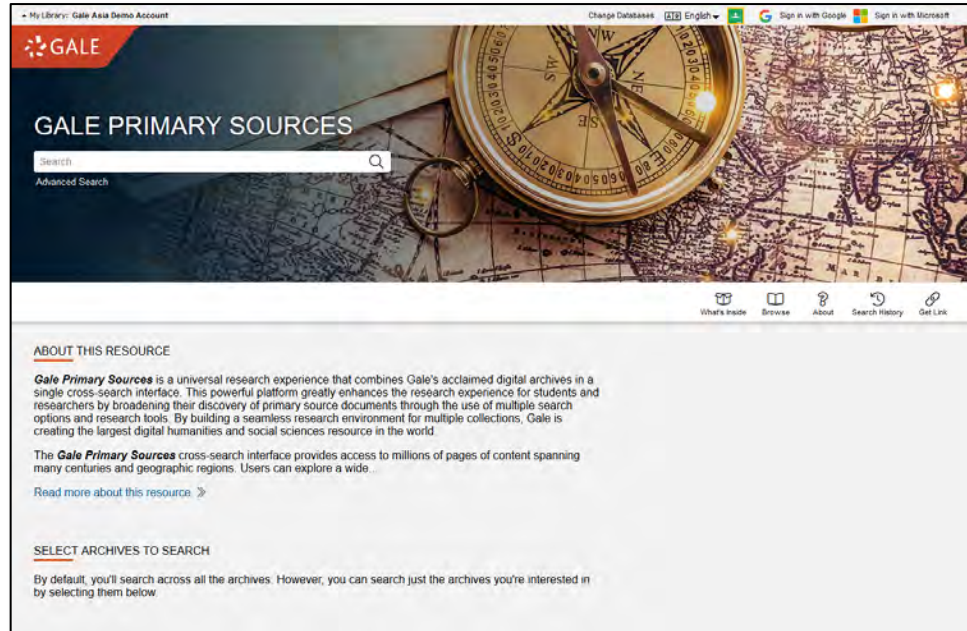 My Library: Gale Asia Demo Account
Change Databases English Sign in with Google Sign in with Microsoft
GALE
GALE PRIMARY SOURCES
Search
Advanced Search
What's Inside Browse About Search History Get Link
ABOUT THIS RESOURCE
Gale Primary Sources is a universal research experience that combines Gale's acclaimed digital archives in a
single cross-search interface. This powerful platform greatly enhances the research experience for students and
researchers by broadening their discovery of primary source documents through the use of multiple search
options and research tools. By building a seamless research environment for multiple collections, Gale is
creating the largest digital humanities and social sciences resource in the world.
The Gale Primary Sources cross-search interface provides access to millions of pages of content spanning
many centuries and geographic regions. Users can explore a wide...
Read more about this resource
SELECT ARCHIVES TO SEARCH
By default, you'll search across all the archives. However, you can search just the archives you're interested in
by selecting them below.